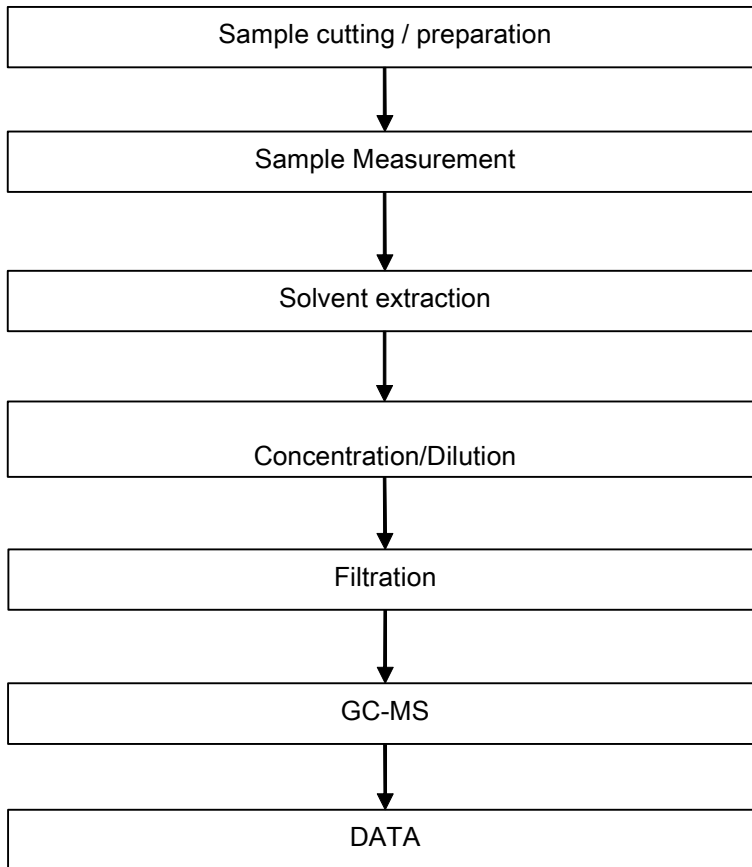 Sample cutting / preparation
Sample Measurement
Solvent extraction
Concentration/Dilution
Filtration
GC-MS
DATA